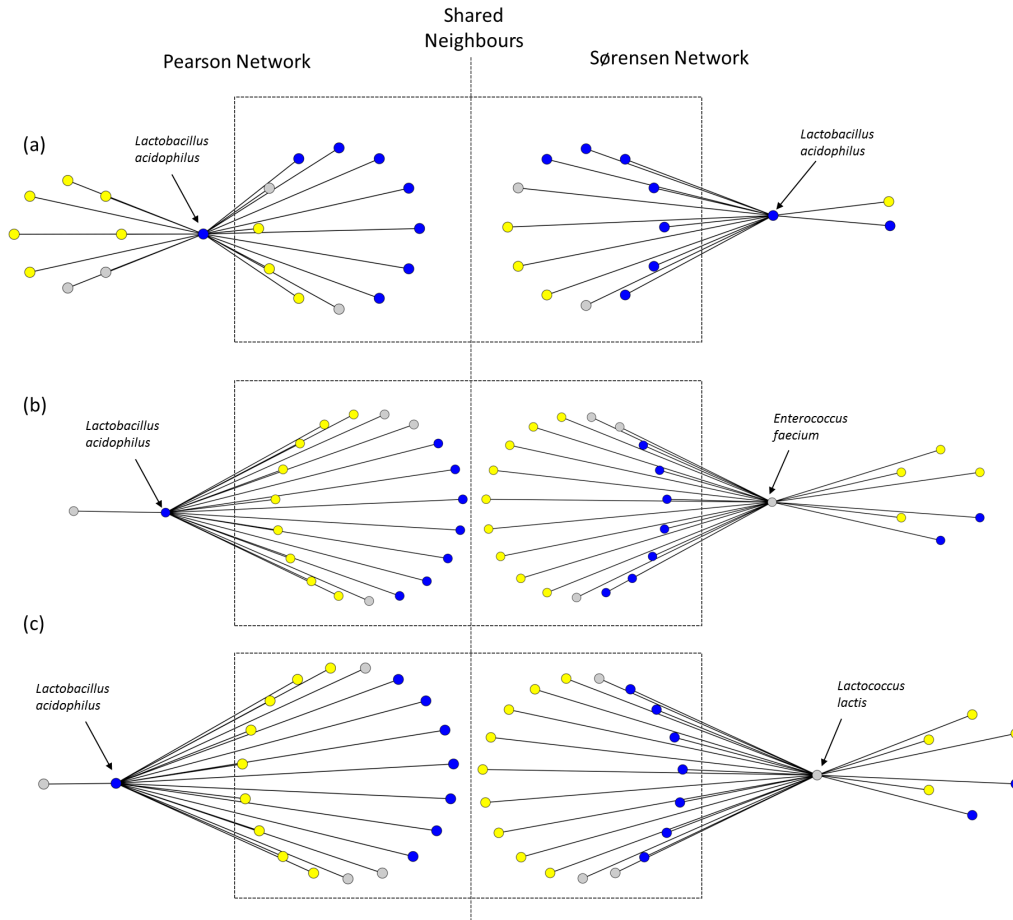 Shared
Neighbours
Pearson Network
Sørensen Network
(a)
Lactobacillus
acidophilus
Lactobacillus
acidophilus
(b)
Lactobacillus
acidophilus
Enterococcus
faecium
(c)
Lactobacillus
acidophilus
Lactococcus
lactis